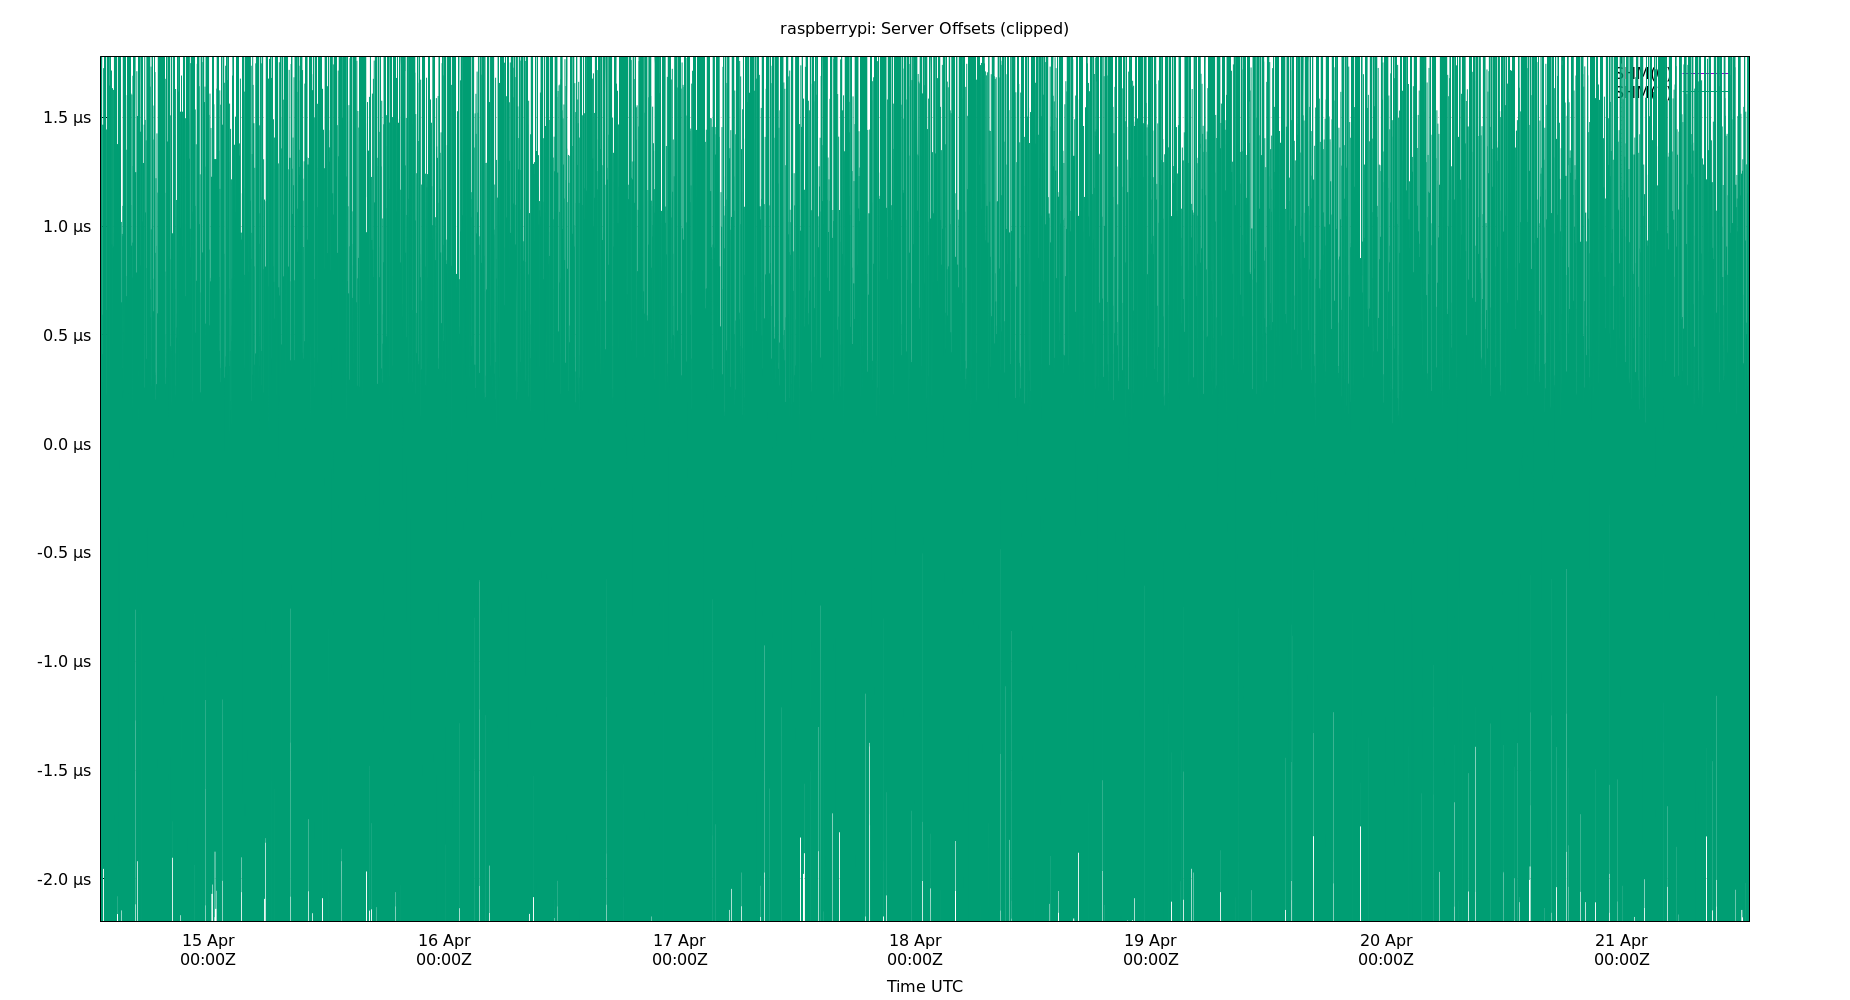 raspberrypi: Server Offsets (clipped)
1.5 µs
1.0 µs
0.5 µs
0.0 µs
-0.5 µs
-1.0 µs
-1.5 µs
-2.0 µs
15 Apr
00:00Z
16 Apr
00:00Z
17 Apr
00:00Z
18 Apr
00:00Z
19 Apr
00:00Z
20 Apr
00:00Z
21 Apr
00:00Z
Time UTC